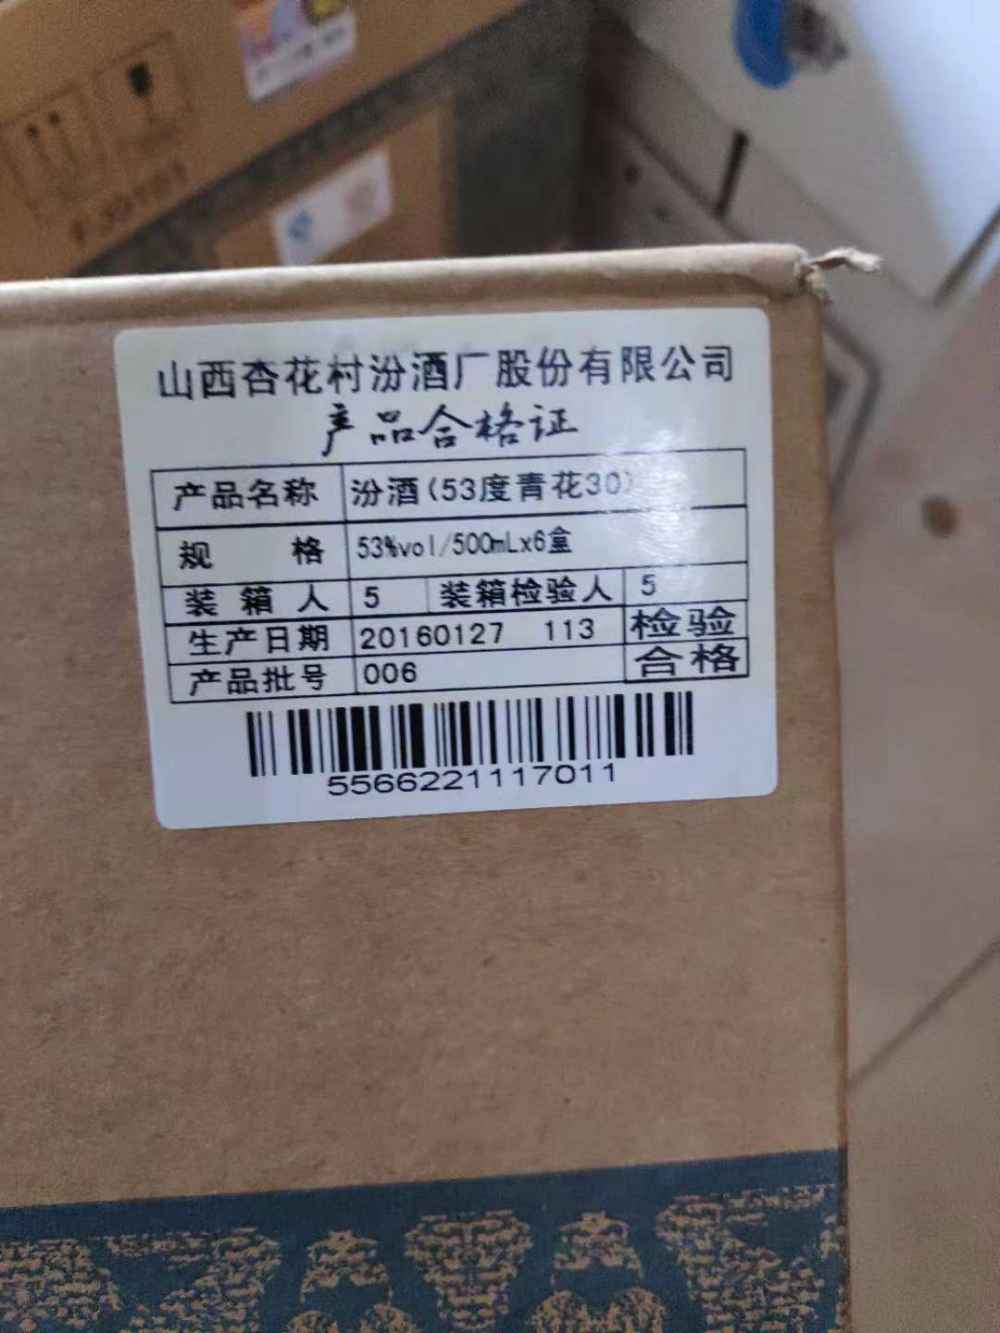 山西杏花村汾酒厂股份有限公司
产品合格证
产品名称 汾酒(53度青花30)
规 格 53%vol/500mLx6盒
装 箱 人 5 装箱检验人 5
生产日期 20160127 113 检验
产品批号 006 合格
5566221117011